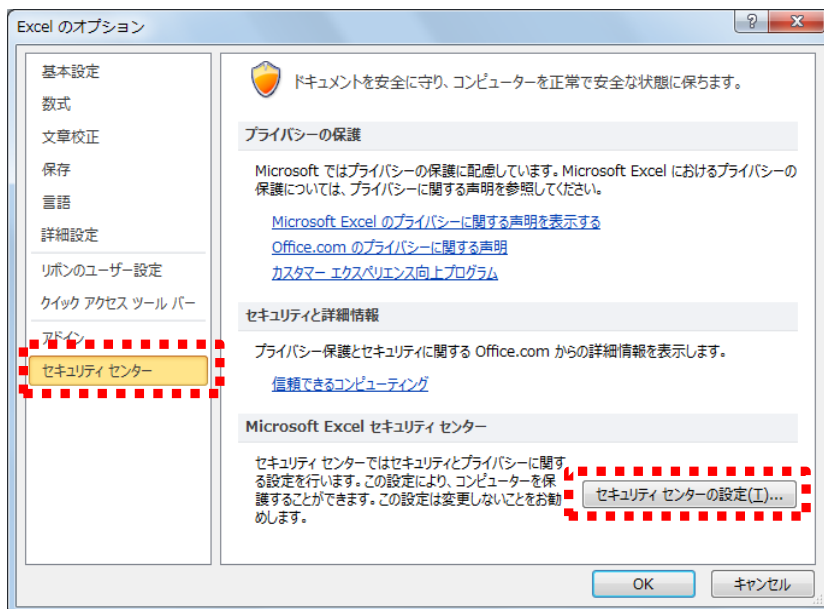 Excel のオプション
基本設定
数式
文章校正
保存
言語
詳細設定
リボンのユーザー設定
クイック アクセス ツール バー
アドイン
セキュリティ センター
ドキュメントを安全に守り、コンピューターを正常で安全な状態に保ちます。
プライバシーの保護
Microsoft ではプライバシーの保護に配慮しています。Microsoft Excel におけるプライバシーの
保護については、プライバシーに関する声明を参照してください。
Microsoft Excel のプライバシーに関する声明を表示する
Office.com のプライバシーに関する声明
カスタマー エクスペリエンス向上プログラム
セキュリティと詳細情報
プライバシー保護とセキュリティに関する Office.com からの詳細情報を表示します。
信頼できるコンピューティング
Microsoft Excel セキュリティ センター
セキュリティ センターではセキュリティとプライバシーに関す
る設定を行います。この設定により、コンピューターを保
護することができます。この設定は変更しないことをお勧
めします。
セキュリティ センターの設定(T)...
OK
キャンセル